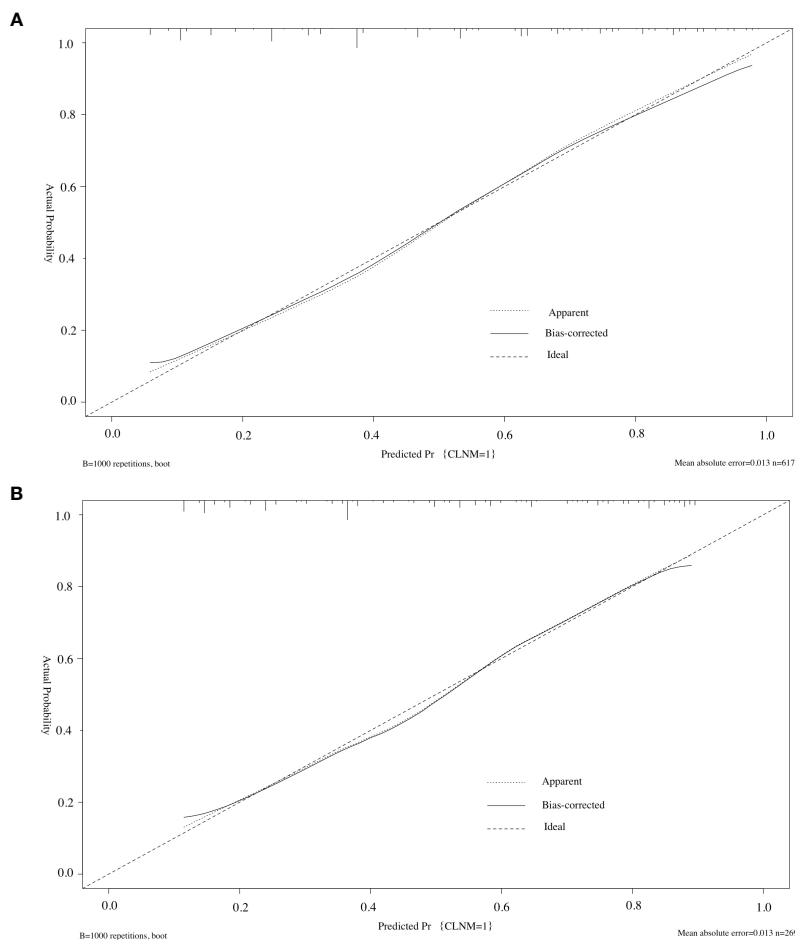 A
1.0
0.8
0.6
0.4
0.2
0.0
Actual Probability
Apparent
Bias-corrected
Ideal
0.0 0.2 0.4 0.6 0.8 1.0
Predicted Pr {CLNM=1}
B=1000 repetitions, boot
Mean absolute error=0.013 n=617
B
1.0
0.8
0.6
0.4
0.2
0.0
Actual Probability
Apparent
Bias-corrected
Ideal
0.0 0.2 0.4 0.6 0.8 1.0
Predicted Pr {CLNM=1}
B=1000 repetitions, boot
Mean absolute error=0.013